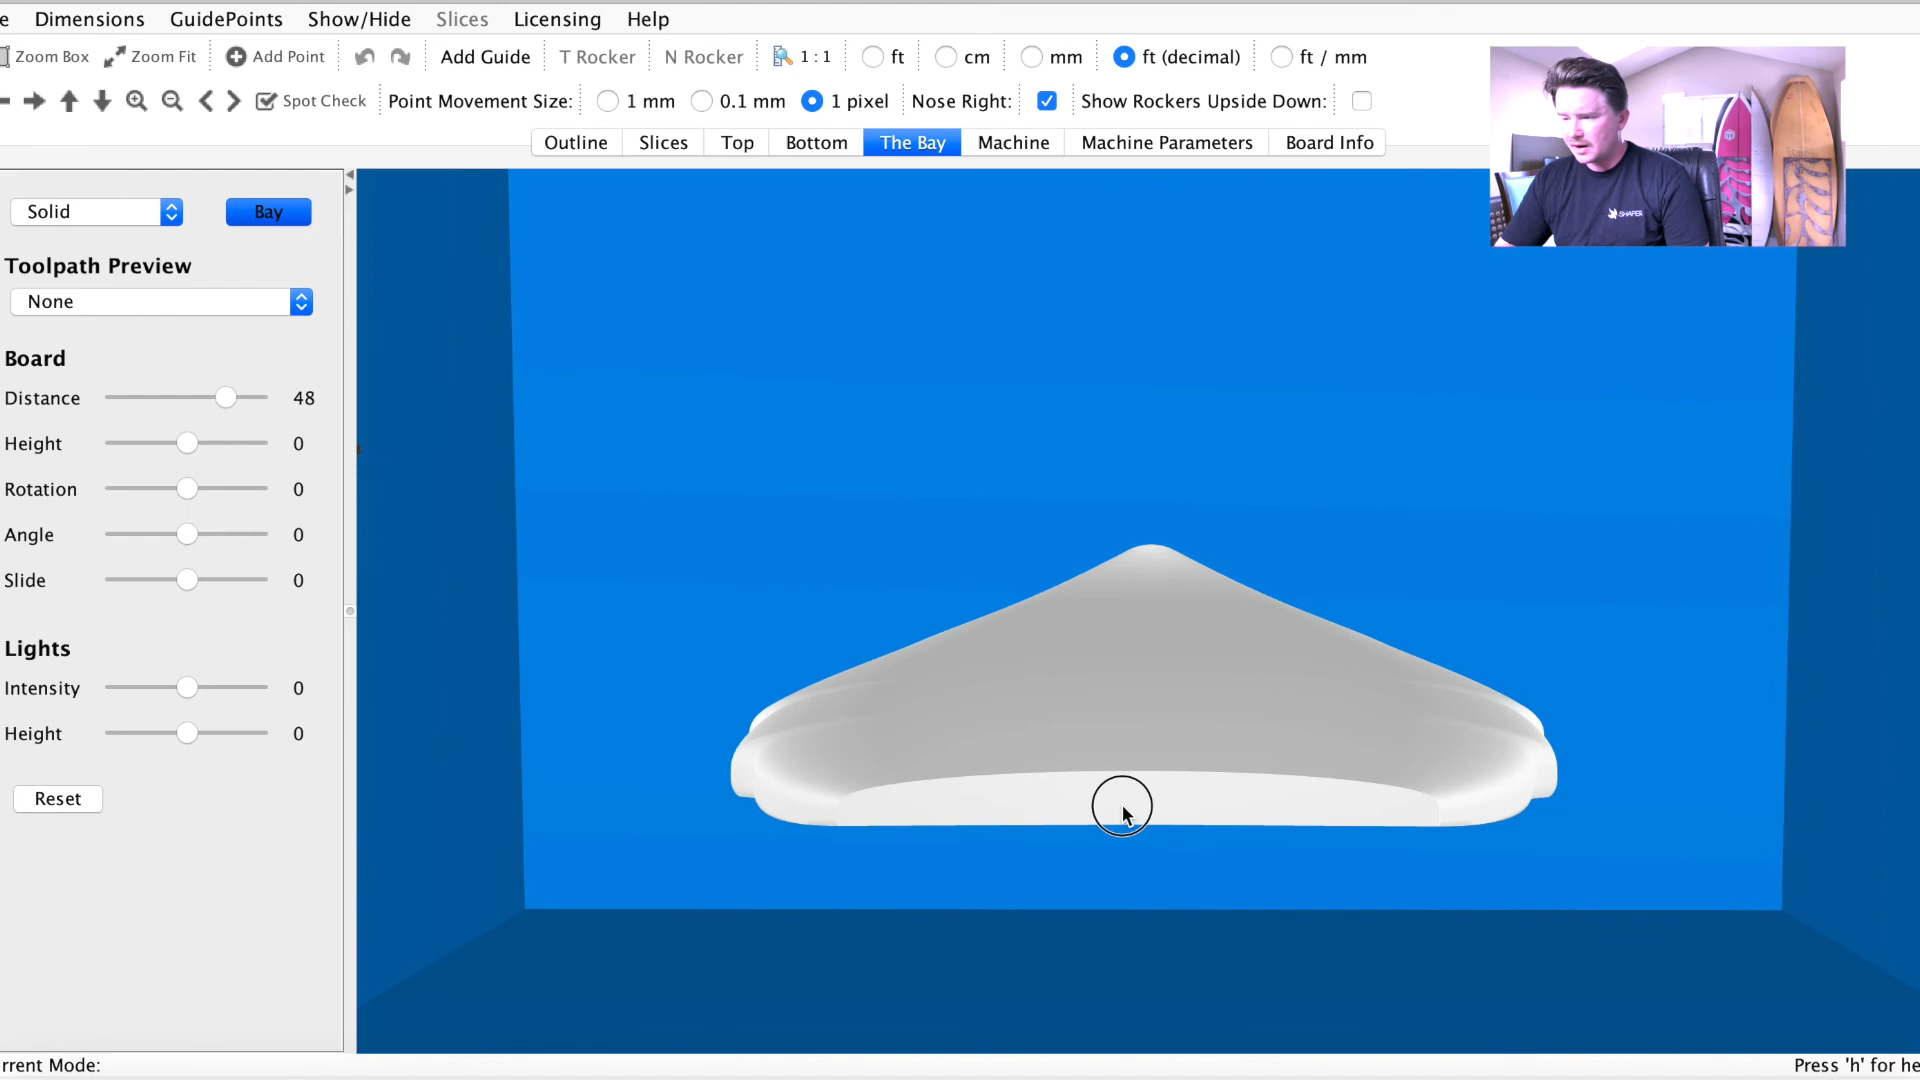 e Dimensions GuidePoints Show/Hide Slices Licensing Help
Zoom Box Zoom Fit Add Point Add Guide T Rocker N Rocker 1 : 1 ft cm mm ft (decimal) ft / mm
Spot Check Point Movement Size: 1 mm 0.1 mm 1 pixel Nose Right: Show Rockers Upside Down:
Outline Slices Top Bottom The Bay Machine Machine Parameters Board Info
Solid Bay
Toolpath Preview
None
Board
Distance 48
Height 0
Rotation 0
Angle 0
Slide 0
Lights
Intensity 0
Height 0
Reset
SHAPER
rrent Mode: Press 'h' for he